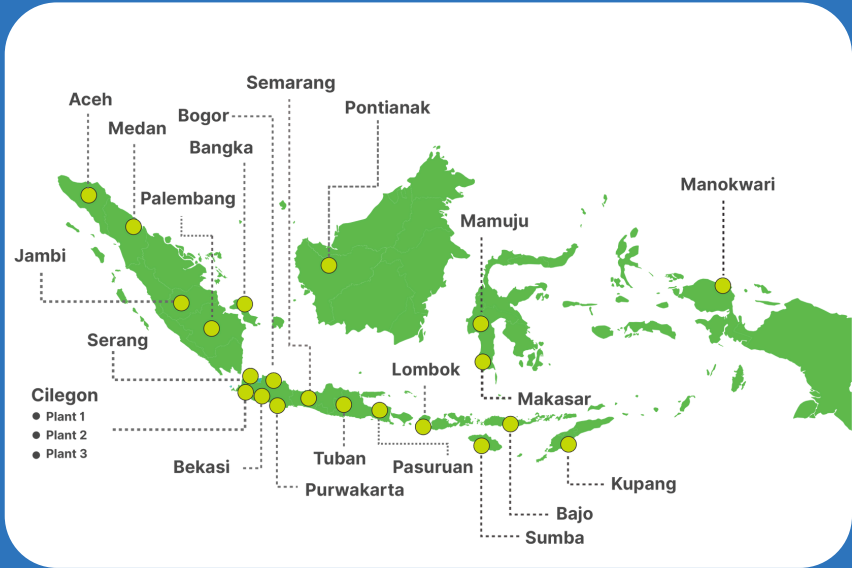 Semarang
Aceh
Pontianak
Bogor
Medan
Bangka
Manokwari
Palembang
Mamuju
Jambi
Serang
Lombok
Cilegon
Plant 1
Plant 2
Plant 3
Makasar
Tuban
Bekasi
Pasuruan
Purwakarta
Kupang
Bajo
Sumba